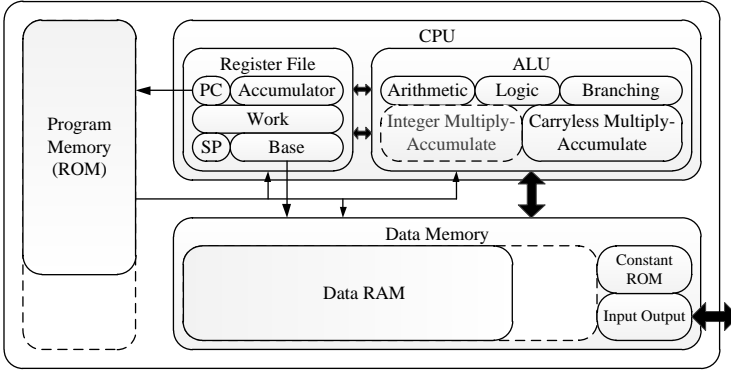 CPU
Register File
PC
Accumulator
Work
SP
Base
ALU
Arithmetic
Logic
Branching
Integer Multiply-
Accumulate
Carryless Multiply-
Accumulate
Program
Memory
(ROM)
Data Memory
Data RAM
Constant
ROM
Input Output